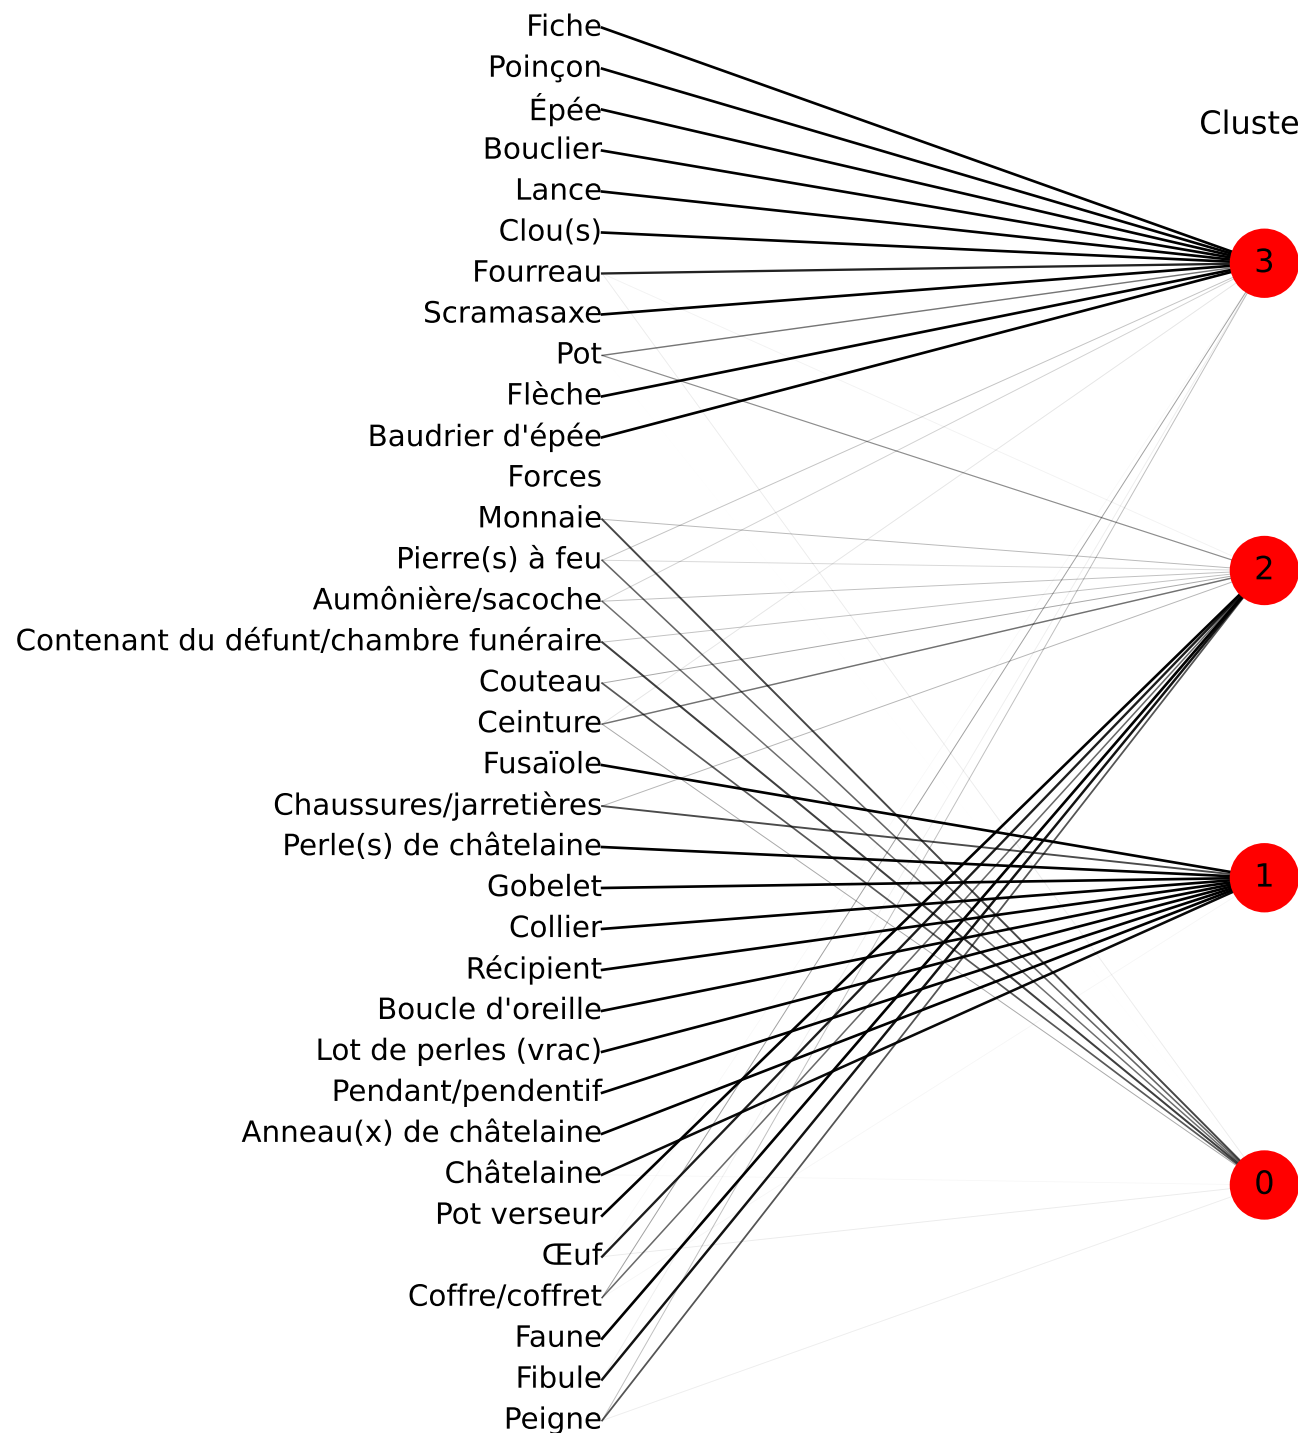 Fiche
Poinçon
Épée
Cluste
Bouclier
Lance
Clou(s)
3
Fourreau
Scramasaxe
Pot
Flèche
Baudrier d'épée
Forces
Monnaie
Pierre(s) à feu
2
Aumônière/sacoche
Contenant du défunt/chambre funéraire
Couteau
Ceinture
Fusaïole
Chaussures/jarretières
Perle(s) de châtelaine
1
Gobelet
Collier
Récipient
Boucle d'oreille
Lot de perles (vrac)
Pendant/pendentif
Anneau(x) de châtelaine
Châtelaine
0
Pot verseur
Œuf
Coffre/coffret
Faune
Fibule
Peigne